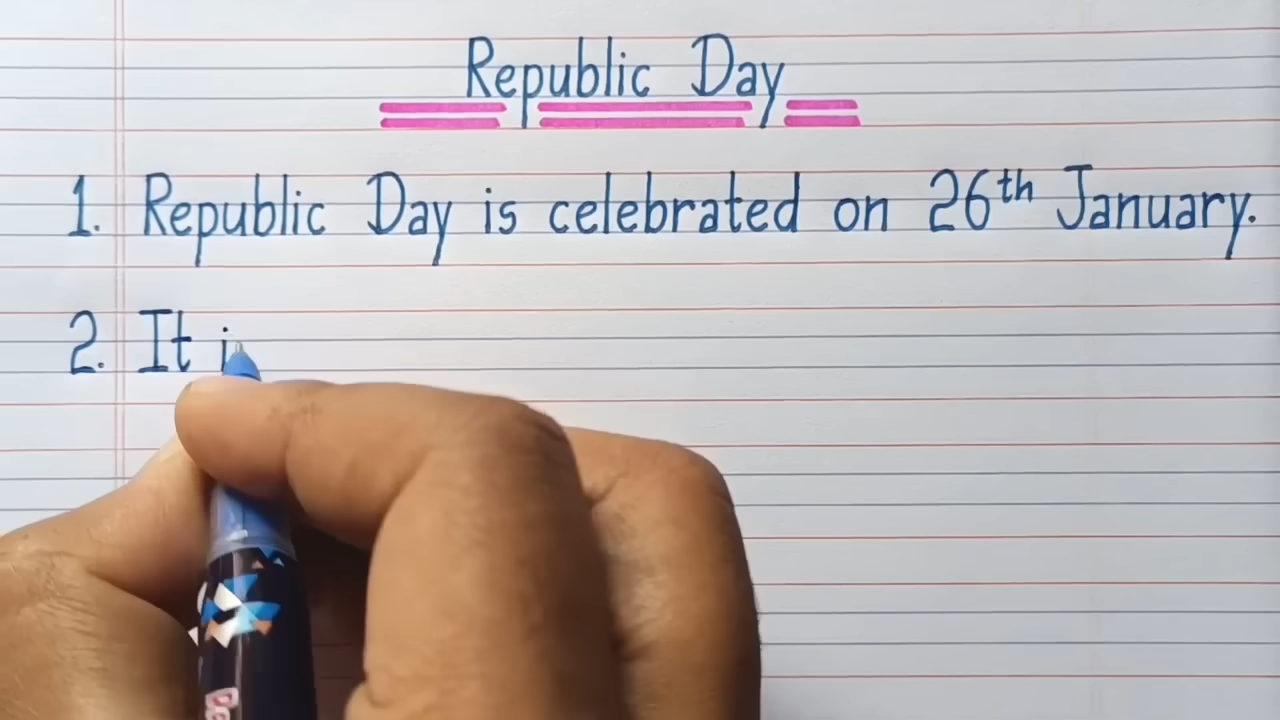 Republic Day
1. Republic Day is celebrated on 26th January.
2. It i